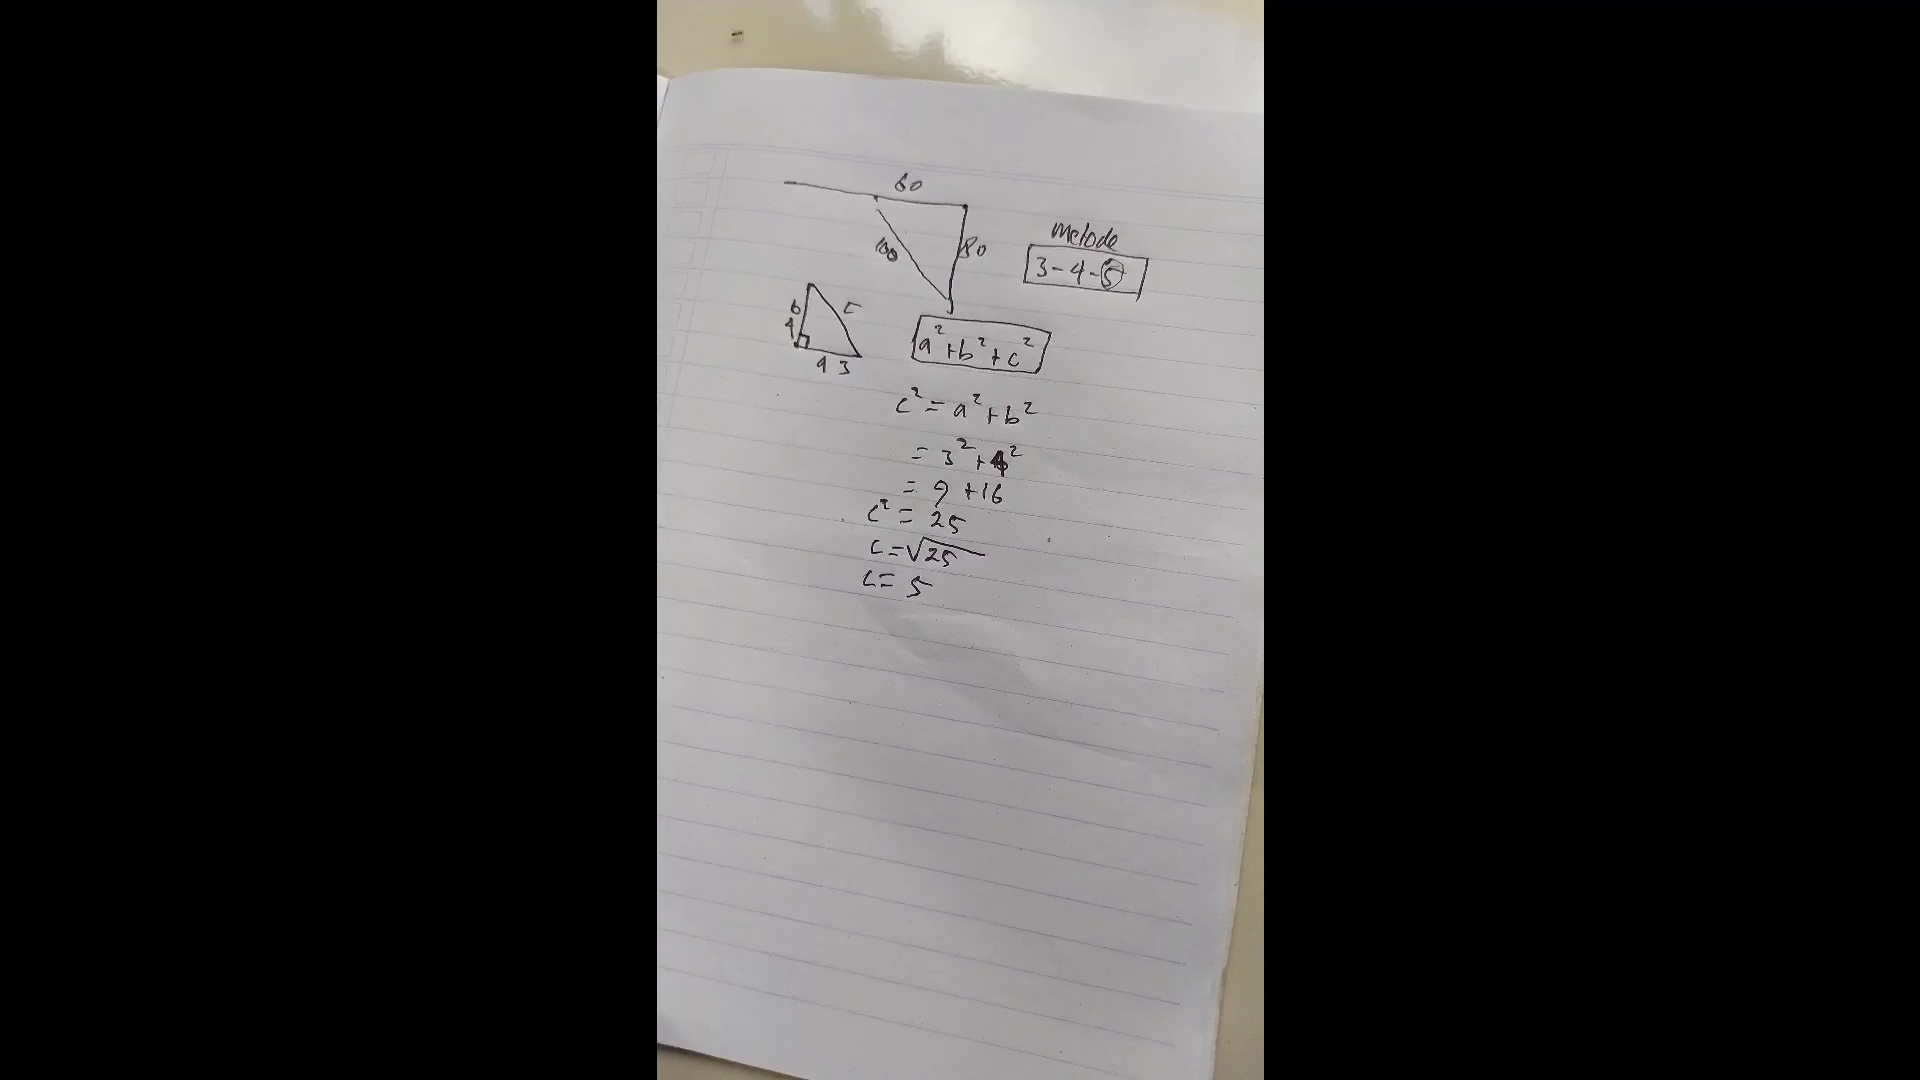 60
100
80
metode
3-4-5
b
4
c
a 3
a²+b²+c²
c² = a²+b²
= 3²+4²
= 9 +16
c² = 25
c=√25
c= 5